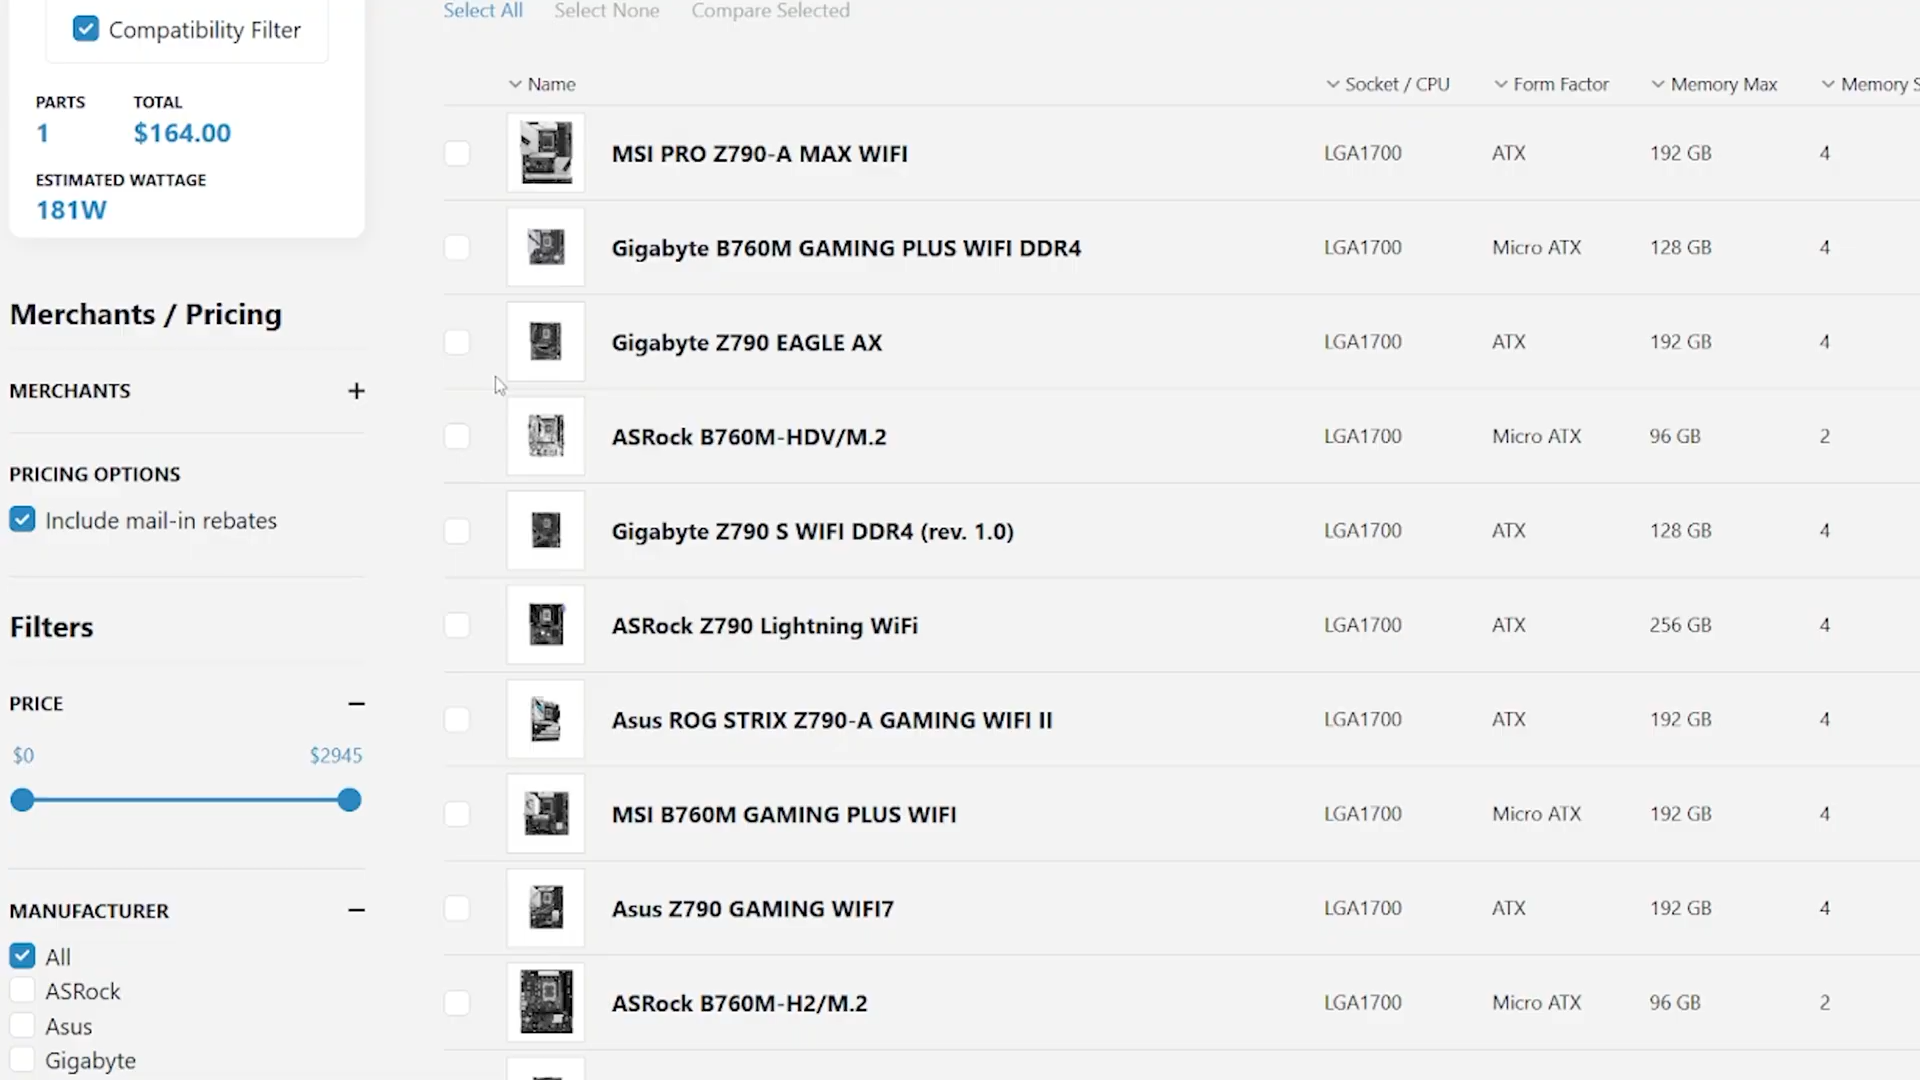 Select All Select None Compare Selected
Compatibility Filter
PARTS TOTAL
1 $164.00
ESTIMATED WATTAGE
181W
Merchants / Pricing
MERCHANTS
PRICING OPTIONS
Include mail-in rebates
Filters
PRICE
$0 $2945
MANUFACTURER
All
ASRock
Asus
Gigabyte
Name Socket / CPU Form Factor Memory Max Memory S
MSI PRO Z790-A MAX WIFI LGA1700 ATX 192 GB 4
Gigabyte B760M GAMING PLUS WIFI DDR4 LGA1700 Micro ATX 128 GB 4
Gigabyte Z790 EAGLE AX LGA1700 ATX 192 GB 4
ASRock B760M-HDV/M.2 LGA1700 Micro ATX 96 GB 2
Gigabyte Z790 S WIFI DDR4 (rev. 1.0) LGA1700 ATX 128 GB 4
ASRock Z790 Lightning WiFi LGA1700 ATX 256 GB 4
Asus ROG STRIX Z790-A GAMING WIFI II LGA1700 ATX 192 GB 4
MSI B760M GAMING PLUS WIFI LGA1700 Micro ATX 192 GB 4
Asus Z790 GAMING WIFI7 LGA1700 ATX 192 GB 4
ASRock B760M-H2/M.2 LGA1700 Micro ATX 96 GB 2